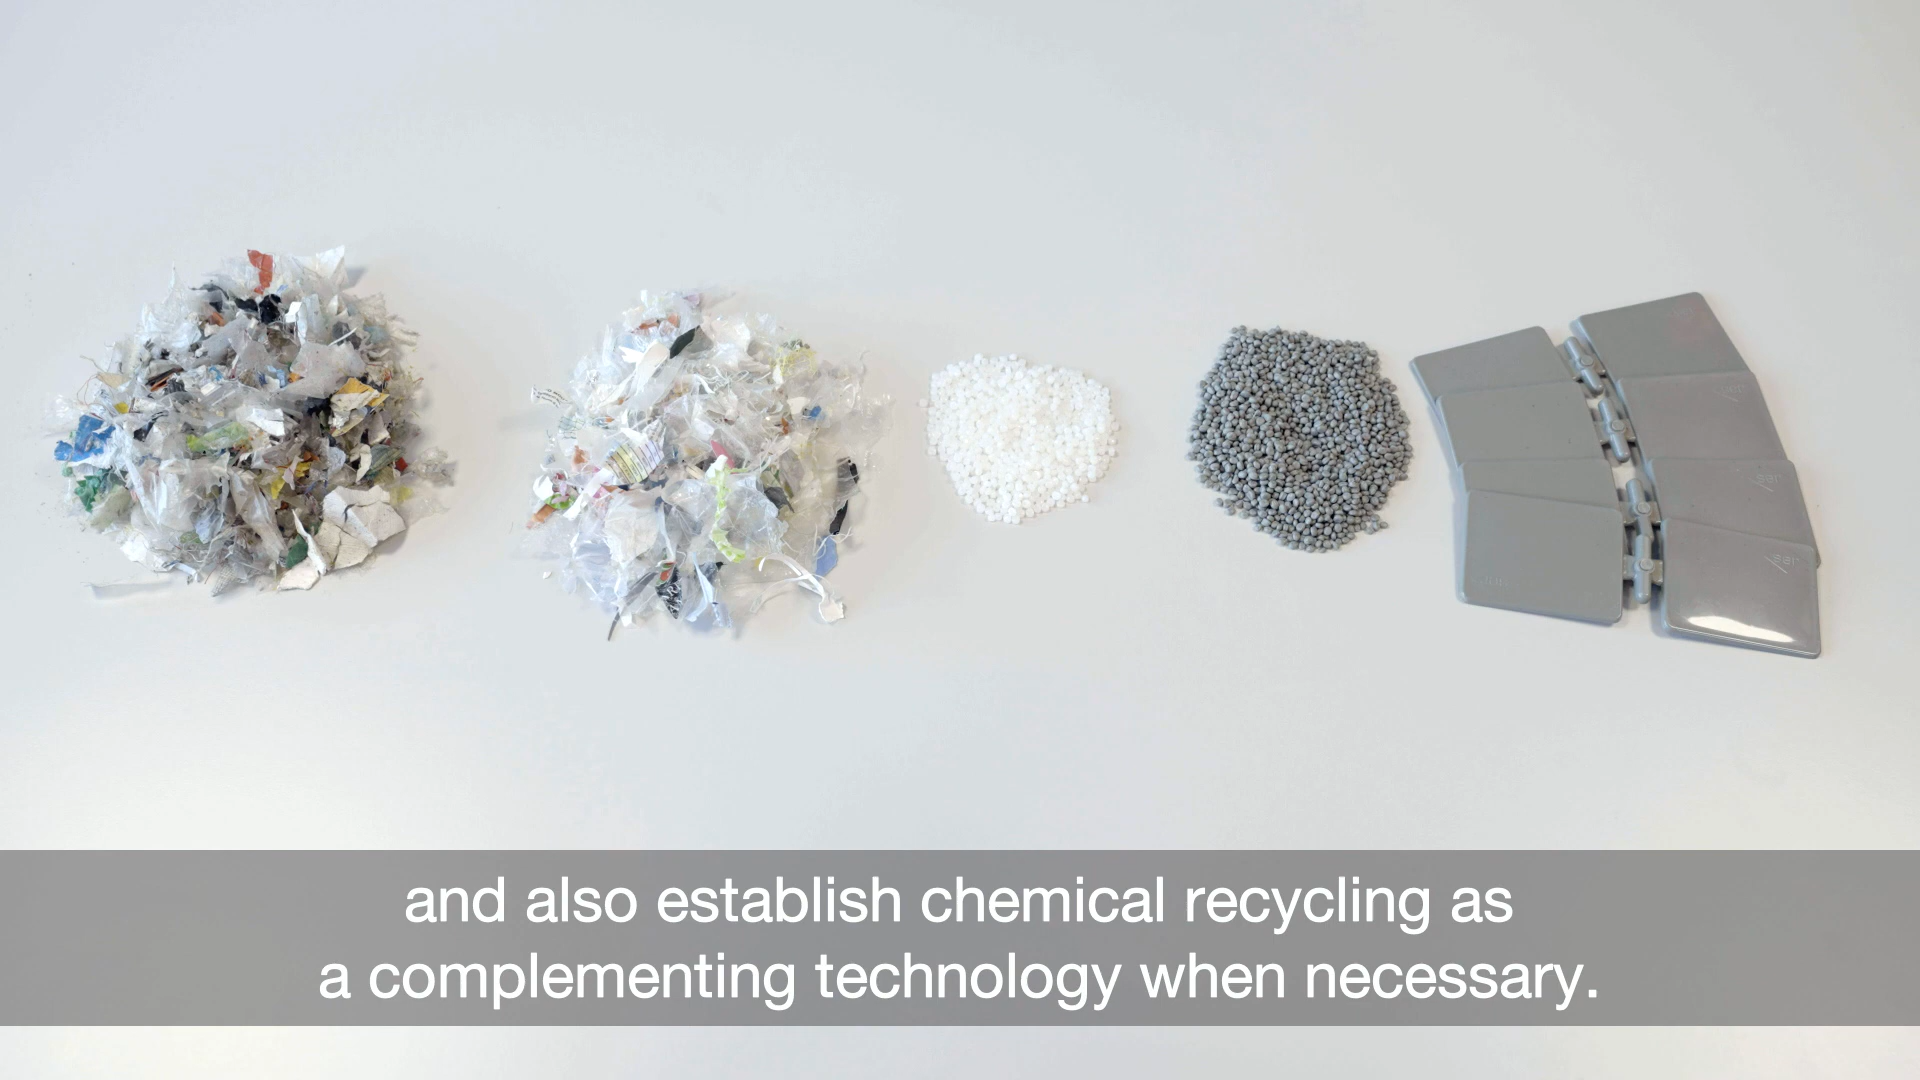 and also establish chemical recycling as
a complementing technology when necessary.